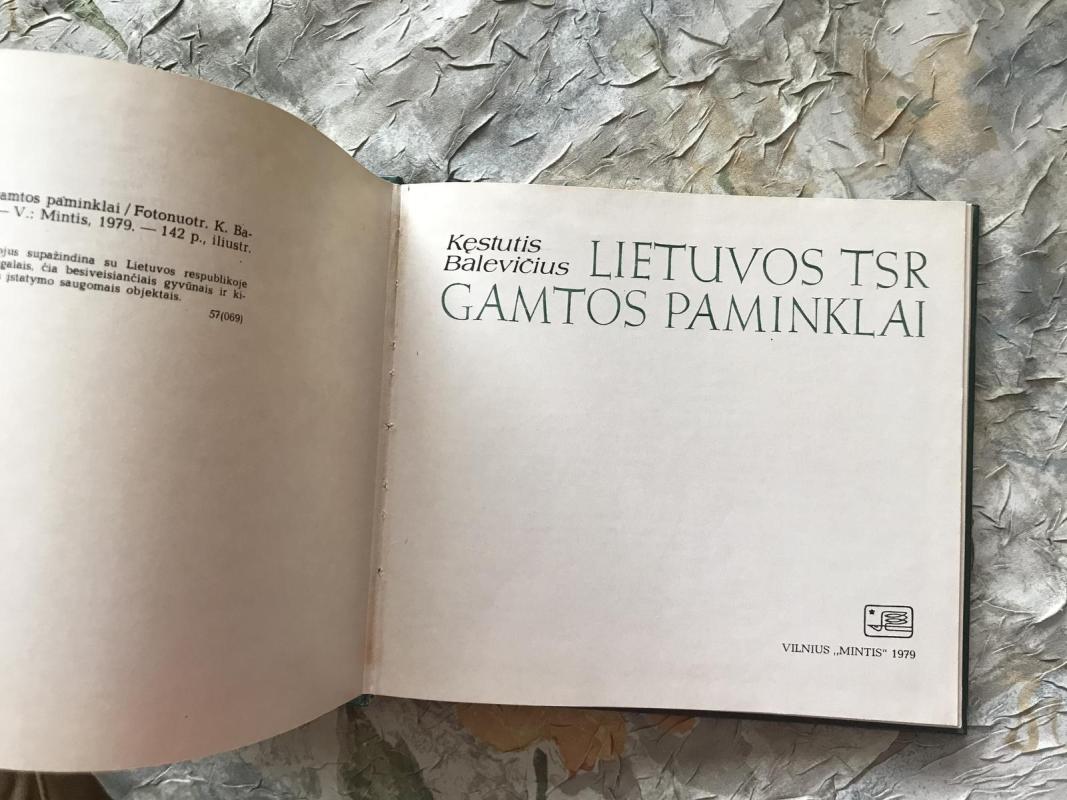 amtos paminklai / Fotonuotr. K. Ba-
— V.: Mintis, 1979. — 142 p., iliustr.
ojus supažindina su Lietuvos respublikoje
galais, čia besiveisiančiais gyvūnais ir ki-
įstatymo saugomais objektais.
57(069)
Kęstutis
Balevičius
LIETUVOS TSR
GAMTOS PAMINKLAI
VILNIUS „MINTIS“ 1979